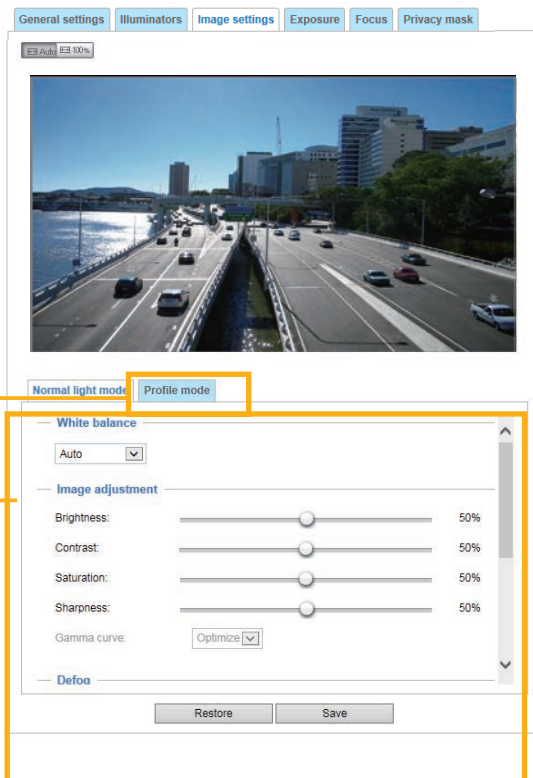 General settings Illuminators Image settings Exposure Focus Privacy mask
Auto 100%
Normal light mode Profile mode
White balance
Auto
Image adjustment
Brightness: 50%
Contrast: 50%
Saturation: 50%
Sharpness: 50%
Gamma curve: Optimize
Defog
Restore Save